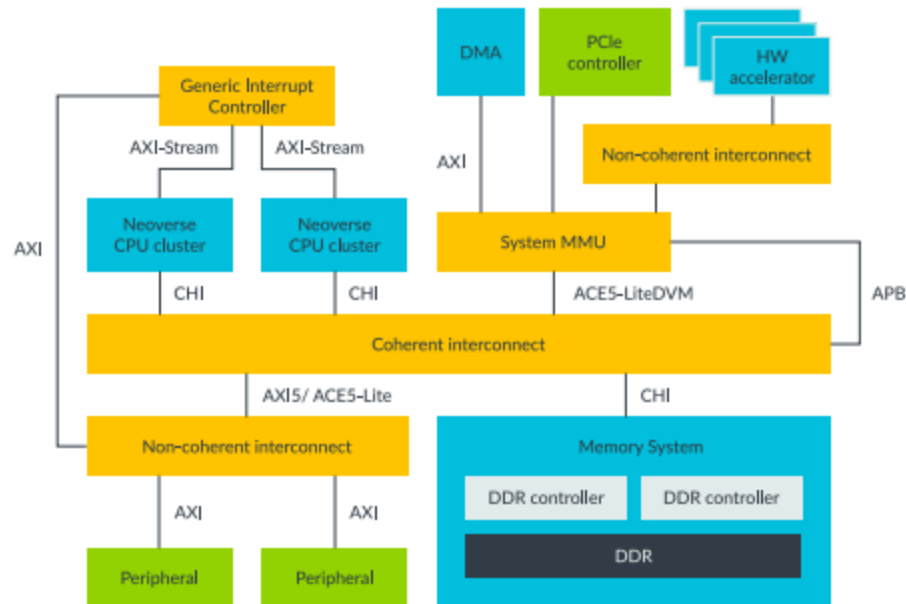 DMA
PCIe
controller
HW
accelerator
Generic Interrupt
Controller
AXI-Stream
AXI-Stream
AXI
Non-coherent interconnect
Neoverse
CPU cluster
Neoverse
CPU cluster
System MMU
AXI
CHI
CHI
ACE5-LiteDVM
APB
Coherent interconnect
AXI5/ ACE5-Lite
CHI
Non-coherent interconnect
Memory System
DDR controller
DDR controller
AXI
AXI
DDR
Peripheral
Peripheral